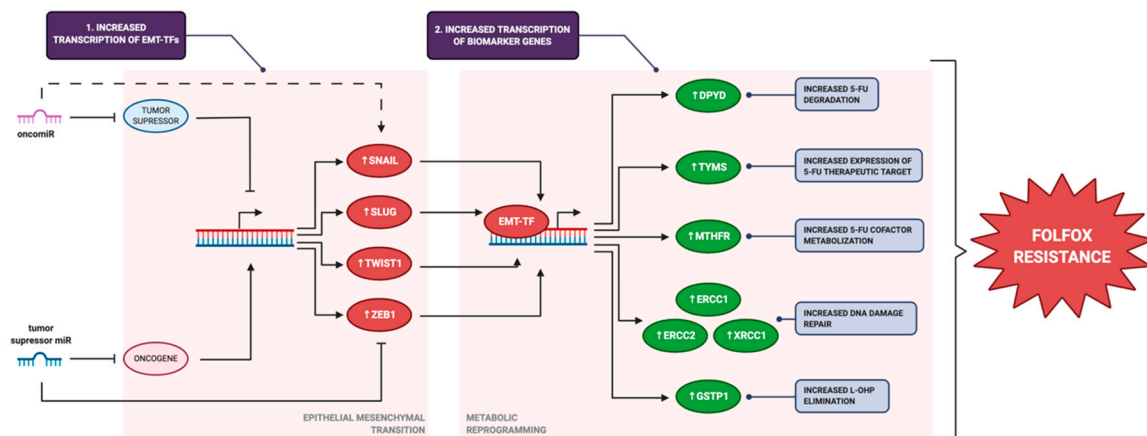 1. INCREASED
TRANSCRIPTION OF EMT-TFs
2. INCREASED TRANSCRIPTION
OF BIOMARKER GENES
oncomiR
TUMOR
SUPRESSOR
↑SNAIL
↑SLUG
↑TWIST1
↑ZEB1
tumor
supressor miR
ONCOGENE
EPITHELIAL MESENCHYMAL
TRANSITION
EMT-TF
METABOLIC
REPROGRAMMING
↑DPYD
INCREASED 5-FU
DEGRADATION
↑TYMS
INCREASED EXPRESSION OF
5-FU THERAPEUTIC TARGET
↑MTHFR
INCREASED 5-FU COFACTOR
METABOLIZATION
↑ERCC1
↑ERCC2
↑XRCC1
INCREASED DNA DAMAGE
REPAIR
↑GSTP1
INCREASED L-OHP
ELIMINATION
FOLFOX
RESISTANCE